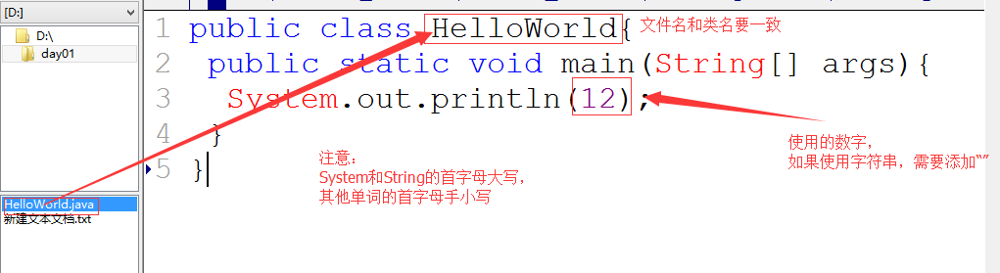 [D:]
D:\
day01
HelloWorld.java
新建文本文档.txt
1 public class HelloWorld{ 文件名和类名要一致
2 public static void main(String[] args){
3 System.out.println(12);
4 }
5 }
使用的数字，
如果使用字符串，需要添加“”
注意：
System和String的首字母大写，
其他单词的首字母手小写